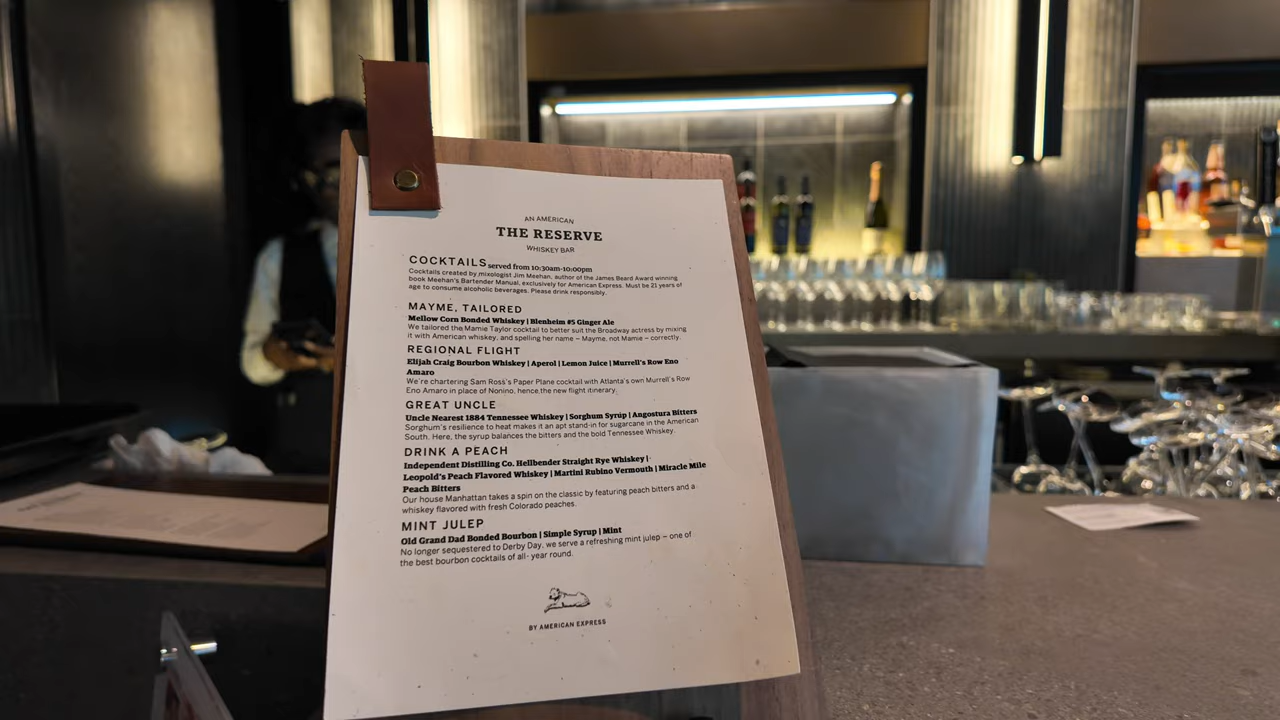 AN AMERICAN
THE RESERVE
WHISKEY BAR
COCKTAILS served from 10:30am-10:00pm
Cocktails created by mixologist Jim Meehan, author of the James Beard Award winning
book Meehan's Bartender Manual, exclusively for American Express. Must be 21 years of
age to consume alcoholic beverages. Please drink responsibly.
MAYME, TAILORED
Mellow Corn Bonded Whiskey | Blenheim #5 Ginger Ale
We tailored the Mamie Taylor cocktail to better suit the Broadway actress by mixing
it with American whiskey, and spelling her name – Mayme, not Mamie – correctly.
REGIONAL FLIGHT
Elijah Craig Bourbon Whiskey | Aperol | Lemon Juice | Murrell's Row Eno
Amaro
We're chartering Sam Ross's Paper Plane cocktail with Atlanta's own Murrell's Row
Eno Amaro in place of Nonino, hence the new flight itinerary.
GREAT UNCLE
Uncle Nearest 1884 Tennessee Whiskey | Sorghum Syrup | Angostura Bitters
Sorghum's resilience to heat makes it an apt stand-in for sugarcane in the American
South. Here, the syrup balances the bitters and the bold Tennessee Whiskey.
DRINK A PEACH
Independent Distilling Co. Hellbender Straight Rye Whiskey |
Leopold's Peach Flavored Whiskey | Martini Rubino Vermouth | Miracle Mile
Peach Bitters
Our house Manhattan takes a spin on the classic by featuring peach bitters and a
whiskey flavored with fresh Colorado peaches.
MINT JULEP
Old Grand Dad Bonded Bourbon | Simple Syrup | Mint
No longer sequestered to Derby Day, we serve a refreshing mint julep – one of
the best bourbon cocktails of all- year round.
BY AMERICAN EXPRESS